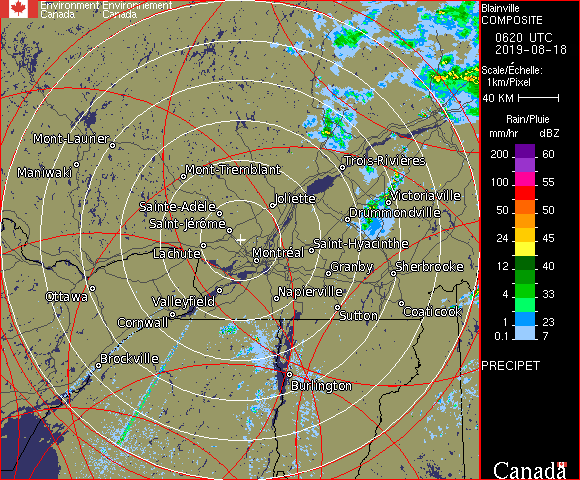 Environment Environnement
Canada Canada
Blainville
COMPOSITE
0620 UTC
2019-08-18
Scale/Échelle:
1km/Pixel
40 KM
Rain/Pluie
mm/hr dBZ
200 60
100 55
50 50
24 45
12 40
4 33
2 23
0.1 7
PRECIPET
Mont-Laurier
Maniwaki
Mont-Tremblant
Trois-Rivières
Joliette
Victoriaville
Sainte-Adele
Drummondville
Saint-Jérôme
Saint-Hyacinthe
Lachute
Montréal
Granby
Sherbrooke
Ottawa
Valleyfield
Napierville
Cornwall
Sutton
Coaticook
Brockville
Burlington
Canada